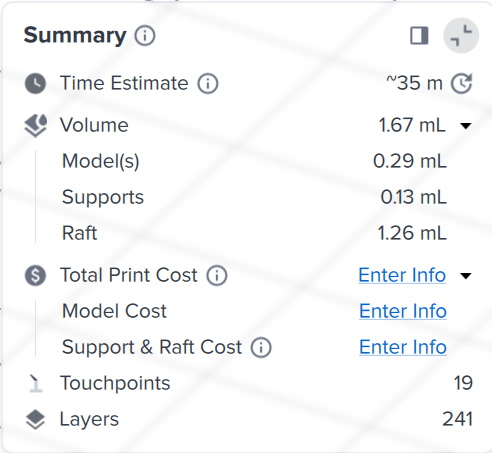 Summary
Time Estimate ~35 m
Volume 1.67 mL
Model(s) 0.29 mL
Supports 0.13 mL
Raft 1.26 mL
Total Print Cost Enter Info
Model Cost Enter Info
Support & Raft Cost Enter Info
Touchpoints 19
Layers 241